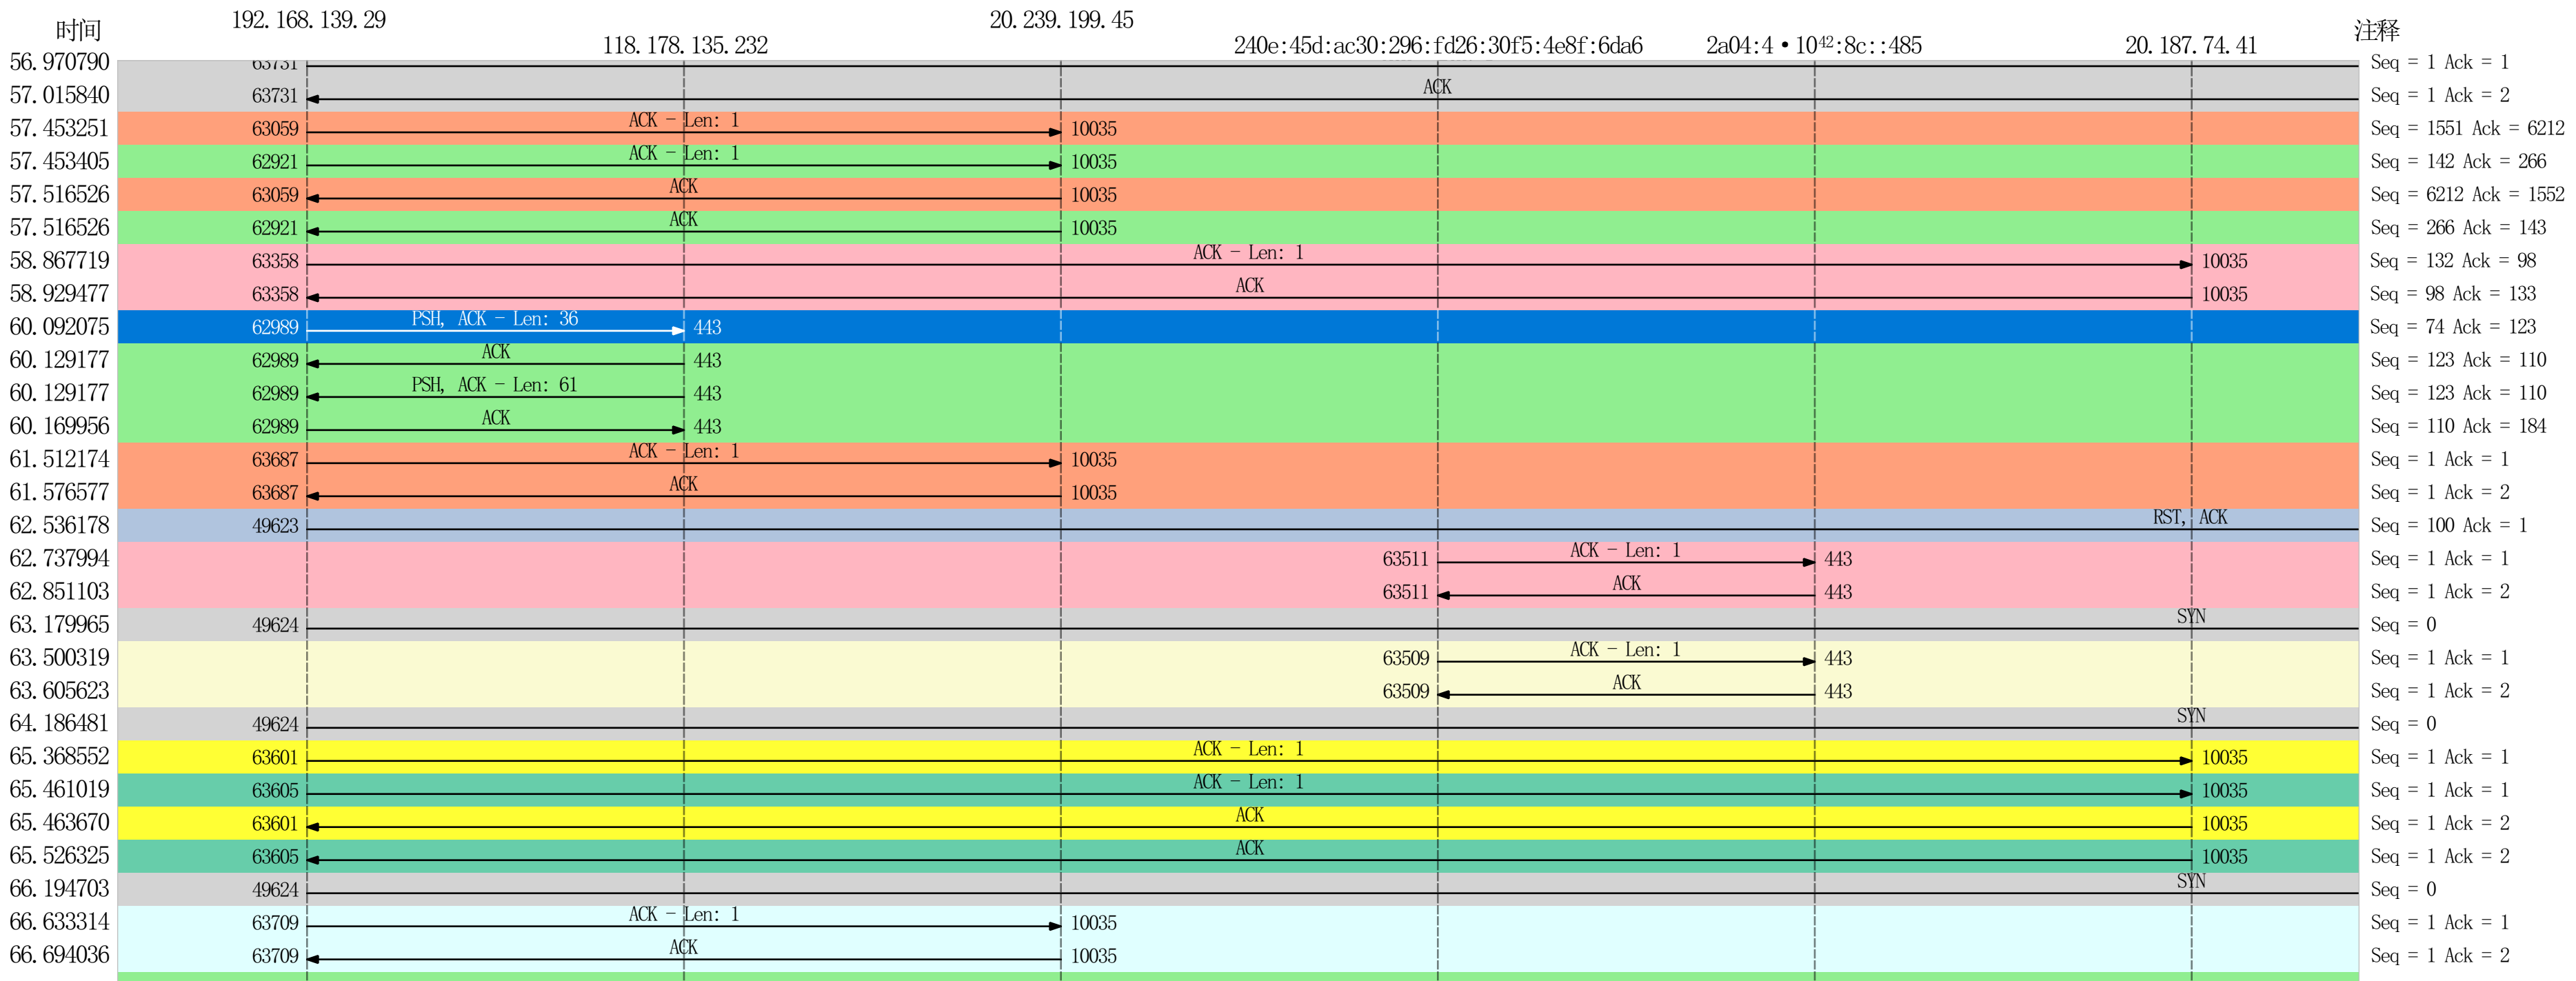 192.168.139.29 20.239.199.45
时间 注释
118.178.135.232 240e:45d:ac30:296:fd26:30f5:4e8f:6da6 2a04:4·10⁴²:8c::485 20.187.74.41
56.970790 63731 Seq = 1 Ack = 1
57.015840 63731 ACK Seq = 1 Ack = 2
57.453251 63059 ACK - Len: 1 10035 Seq = 1551 Ack = 6212
57.453405 62921 ACK - Len: 1 10035 Seq = 142 Ack = 266
57.516526 63059 ACK 10035 Seq = 6212 Ack = 1552
57.516526 62921 ACK 10035 Seq = 266 Ack = 143
58.867719 63358 ACK - Len: 1 10035 Seq = 132 Ack = 98
58.929477 63358 ACK 10035 Seq = 98 Ack = 133
60.092075 62989 PSH, ACK - Len: 36 443 Seq = 74 Ack = 123
60.129177 62989 ACK 443 Seq = 123 Ack = 110
60.129177 62989 PSH, ACK - Len: 61 443 Seq = 123 Ack = 110
60.169956 62989 ACK 443 Seq = 110 Ack = 184
61.512174 63687 ACK - Len: 1 10035 Seq = 1 Ack = 1
61.576577 63687 ACK 10035 Seq = 1 Ack = 2
62.536178 49623 RST, ACK Seq = 100 Ack = 1
62.737994 63511 ACK - Len: 1 443 Seq = 1 Ack = 1
62.851103 63511 ACK 443 Seq = 1 Ack = 2
63.179965 49624 SYN Seq = 0
63.500319 63509 ACK - Len: 1 443 Seq = 1 Ack = 1
63.605623 63509 ACK 443 Seq = 1 Ack = 2
64.186481 49624 SYN Seq = 0
65.368552 63601 ACK - Len: 1 10035 Seq = 1 Ack = 1
65.461019 63605 ACK - Len: 1 10035 Seq = 1 Ack = 1
65.463670 63601 ACK 10035 Seq = 1 Ack = 2
65.526325 63605 ACK 10035 Seq = 1 Ack = 2
66.194703 49624 SYN Seq = 0
66.633314 63709 ACK - Len: 1 10035 Seq = 1 Ack = 1
66.694036 63709 ACK 10035 Seq = 1 Ack = 2